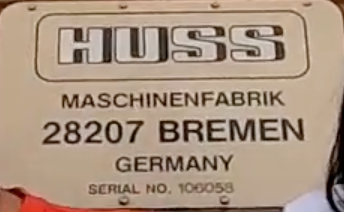 HUSS
MASCHINENFABRIK
28207 BREMEN
GERMANY
SERIAL NO. 106058